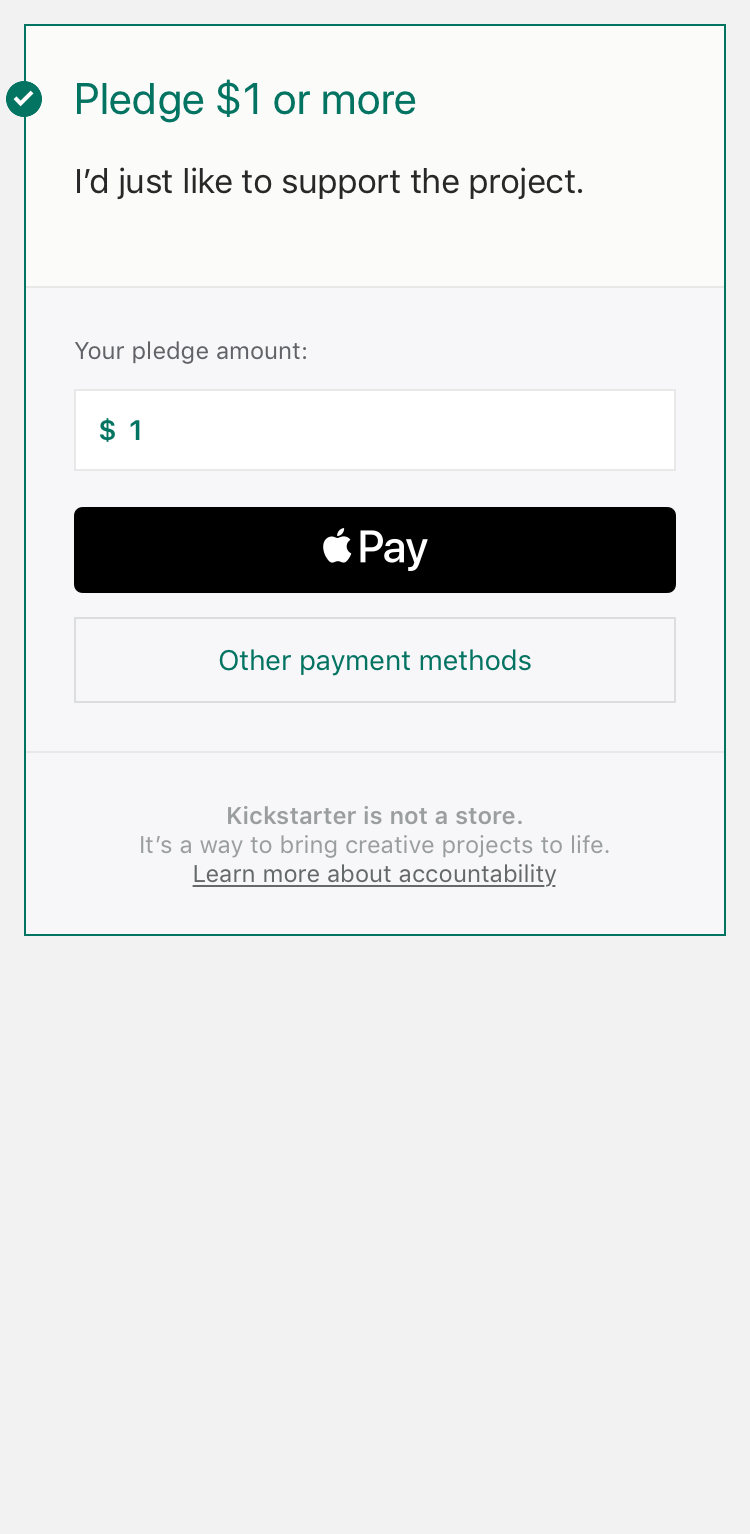 Pledge $1 or more
I’d just like to support the project.
Your pledge amount:
$ 1
Pay
Other payment methods
Kickstarter is not a store.
It’s a way to bring creative projects to life.
Learn more about accountability